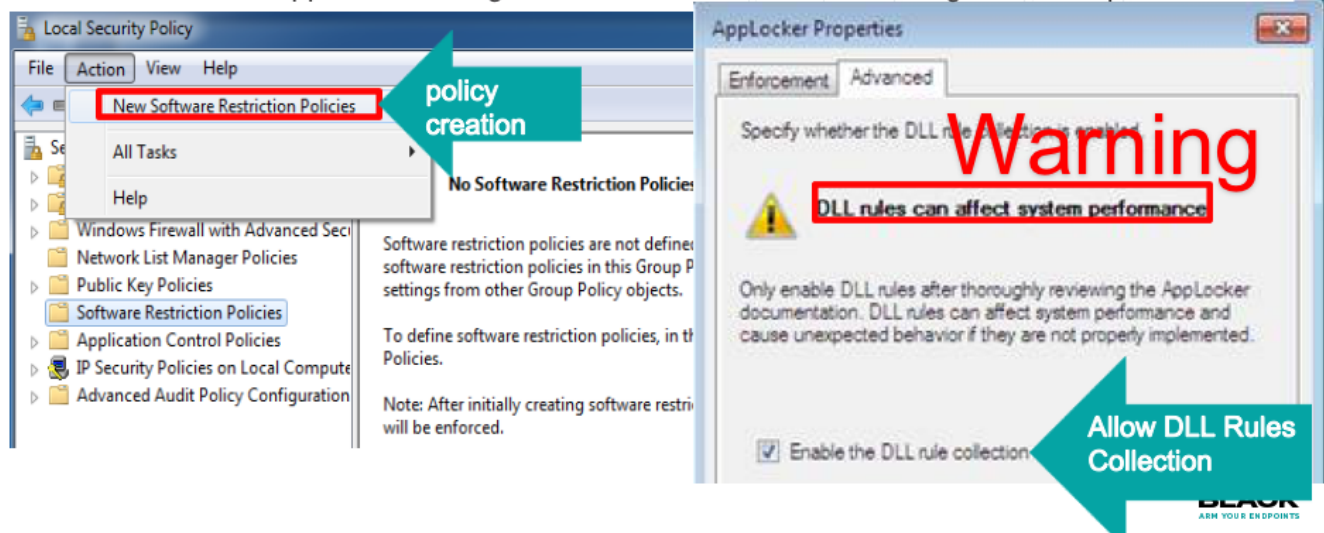 Local Security Policy
File Action View Help
New Software Restriction Policies
All Tasks
Help
policy
creation
Se
Windows Firewall with Advanced Secu
Network List Manager Policies
Public Key Policies
Software Restriction Policies
Application Control Policies
IP Security Policies on Local Compute
Advanced Audit Policy Configuration
No Software Restriction Policies
Software restriction policies are not defined
software restriction policies in this Group P
settings from other Group Policy objects.
To define software restriction policies, in th
Policies.
Note: After initially creating software restri
will be enforced.
AppLocker Properties
Enforcement Advanced
Specify whether the DLL rule collection is enabled.
Warning
DLL rules can affect system performance
Only enable DLL rules after thoroughly reviewing the AppLocker
documentation. DLL rules can affect system performance and
cause unexpected behavior if they are not properly implemented.
Enable the DLL rule collection
Allow DLL Rules
Collection
BLACK
ARM YOUR ENDPOINTS